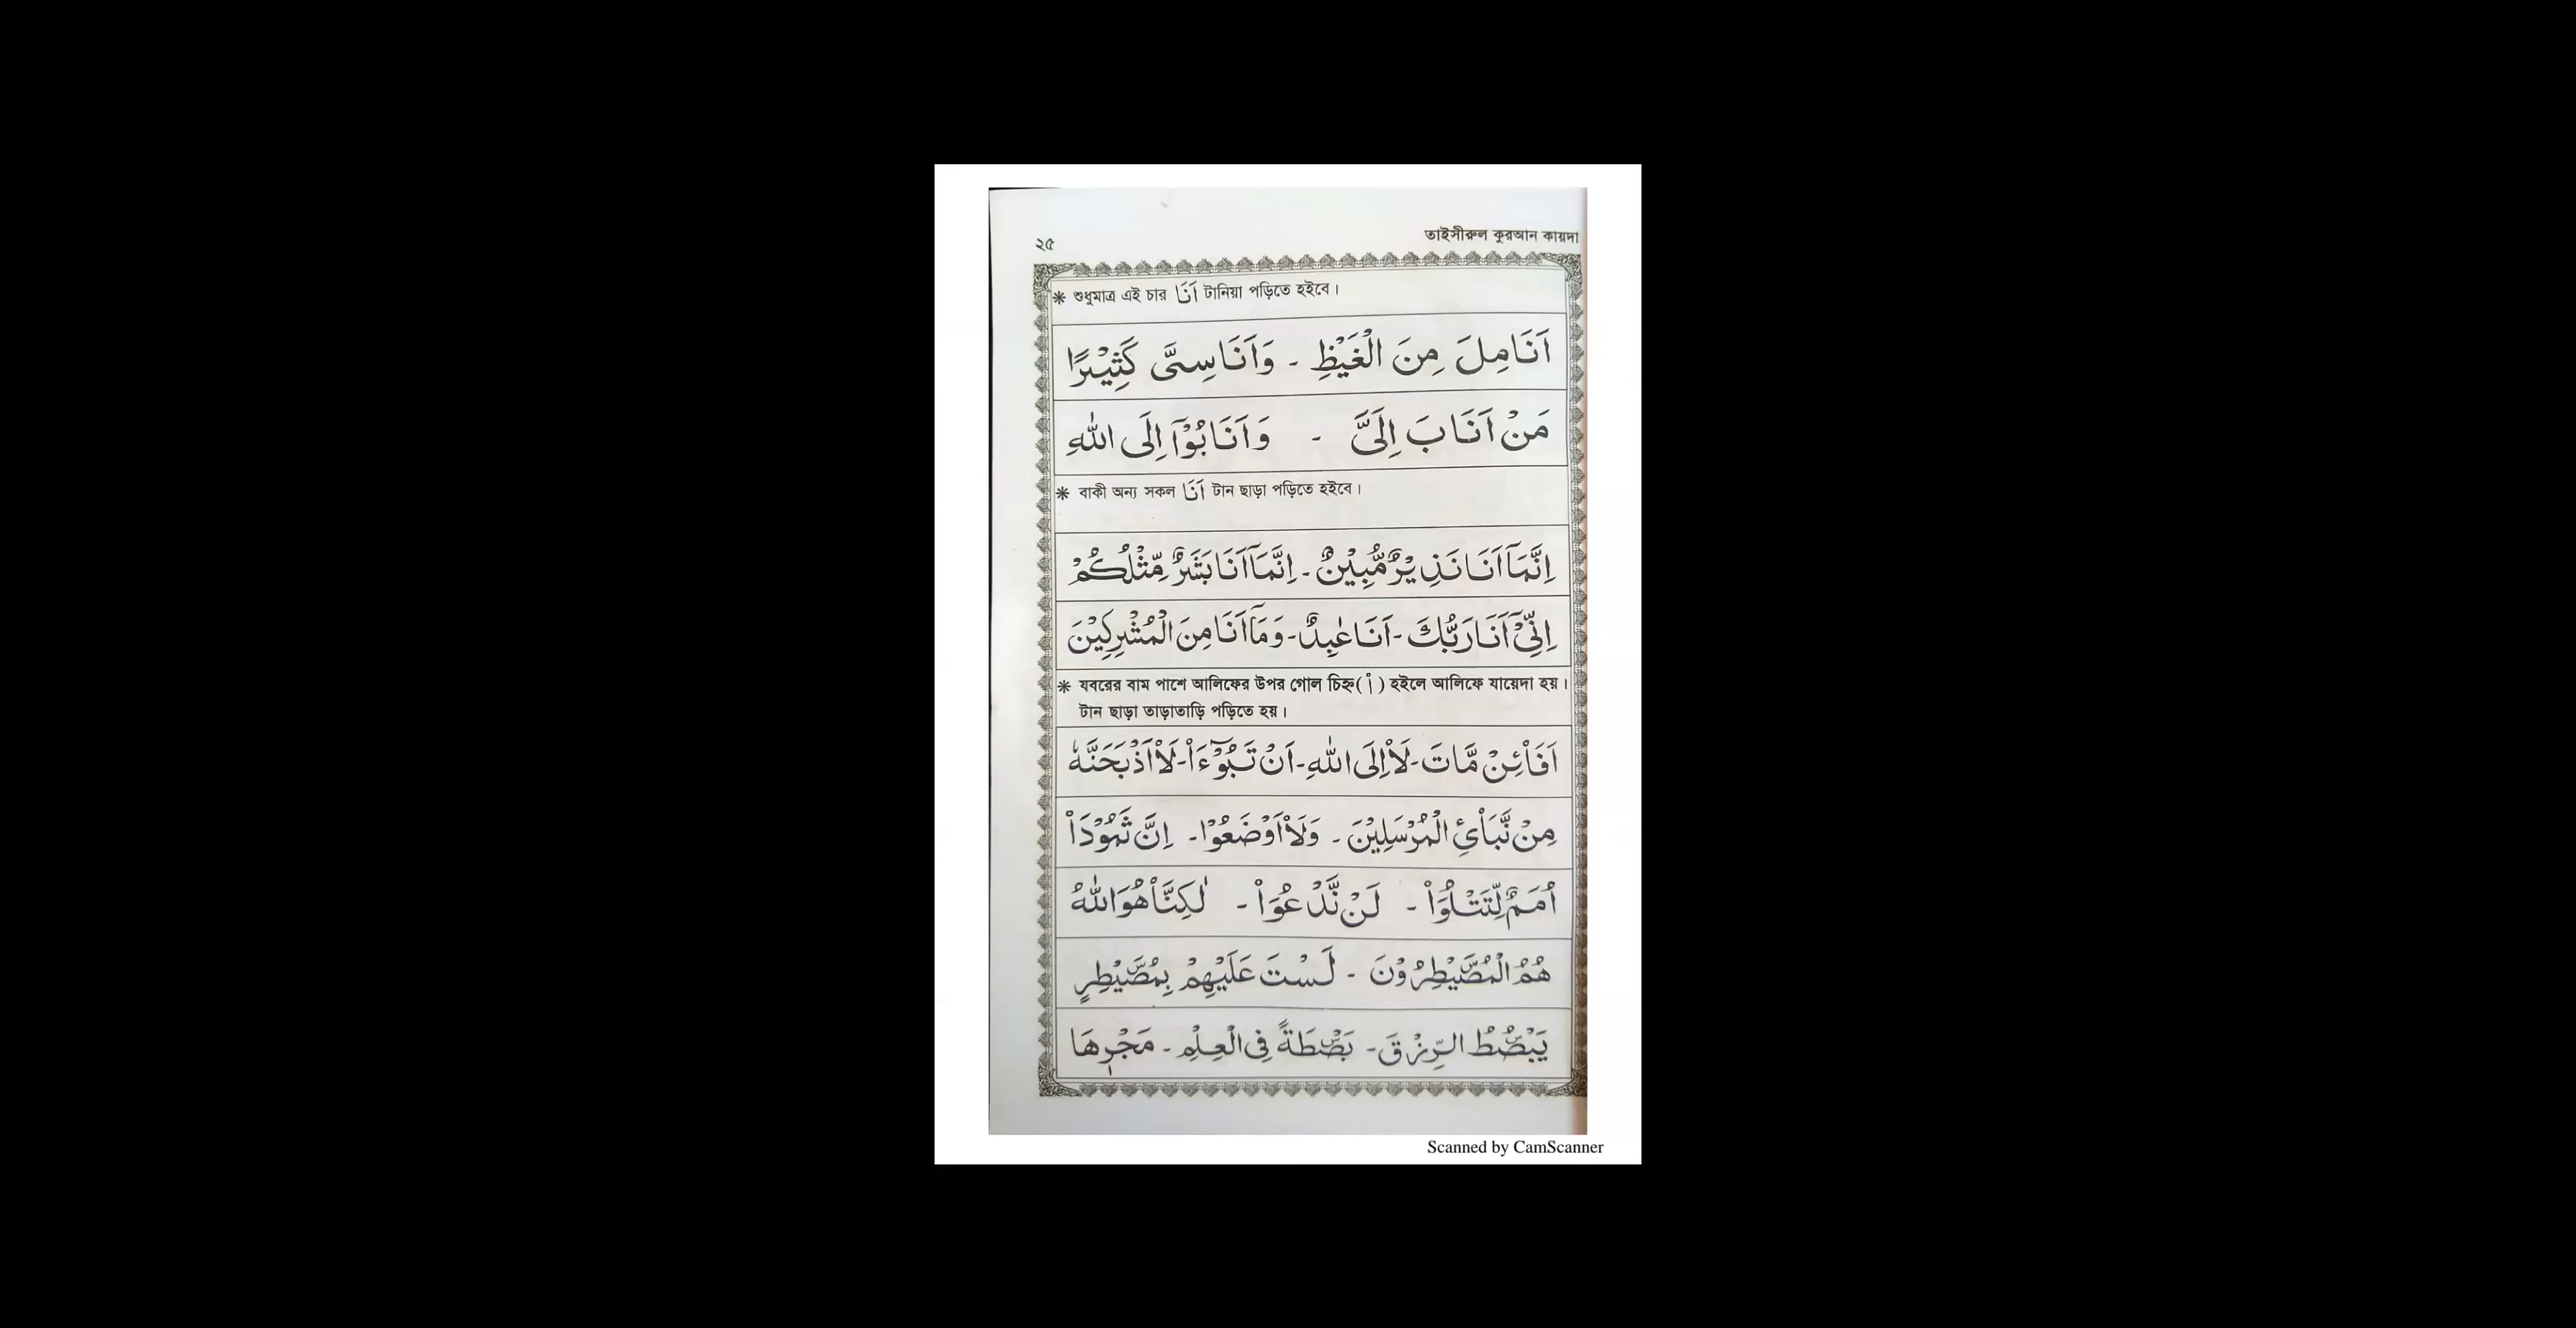 ২৫ তাইসীরুল কুরআন কায়দা
* শুধুমাত্র এই চার اَنَا টানিয়া পড়িতে হইবে।
اَنَامِلَ مِنَ الْغَيْظِ ۔ وَاَنَاسِىَّ كَثِيْرًا
مَنْ اَنَابَ اِلَىَّ ۔ وَاَنَابُوْٓا اِلَى اللّٰهِ
* বাকী অন্য সকল اَنَا টান ছাড়া পড়িতে হইবে।
اِنَّمَآ اَنَا نَذِيْرٌ مُّبِيْنٌ ۔ اِنَّمَآ اَنَا بَشَرٌ مِّثْلُكُمْ
اِنِّىْٓ اَنَا رَبُّكَ - اَنَا عٰبِدٌ - وَمَآ اَنَا مِنَ الْمُشْرِكِيْنَ
* যবরের বাম পাশে আলিফের উপর গোল চিহ্ন( اْ ) হইলে আলিফে যায়েদা হয়।
টান ছাড়া তাড়াতাড়ি পড়িতে হয়।
اَفَا۟ئِنْ مَّاتَ - لَا۟اِلَى اللّٰهِ - اَنْ تَبُوْٓءَا۟ - لَا۟اَذْبَحَنَّهٗ
مِنْ نَّبَا۟ئِ الْمُرْسَلِيْنَ ۔ وَلَا۟اَوْضَعُوْا ۔ اِنَّ ثَمُوْدَا۟
اُمَمٌ لِّتَتْلُوَا۟ ۔ لَنْ نَّدْعُوَا۟ ۔ لٰكِنَّا۟ هُوَ اللّٰهُ
هُمُ الْمُصَۜيْطِرُوْنَ ۔ لَسْتَ عَلَيْهِمْ بِمُصَۜيْطِرٍ
يَبْصُۜطُ الرِّزْقَ ۔ بَصْۜطَةً فِى الْعِلْمِ ۔ مَجْرٖىهَا
Scanned by CamScanner